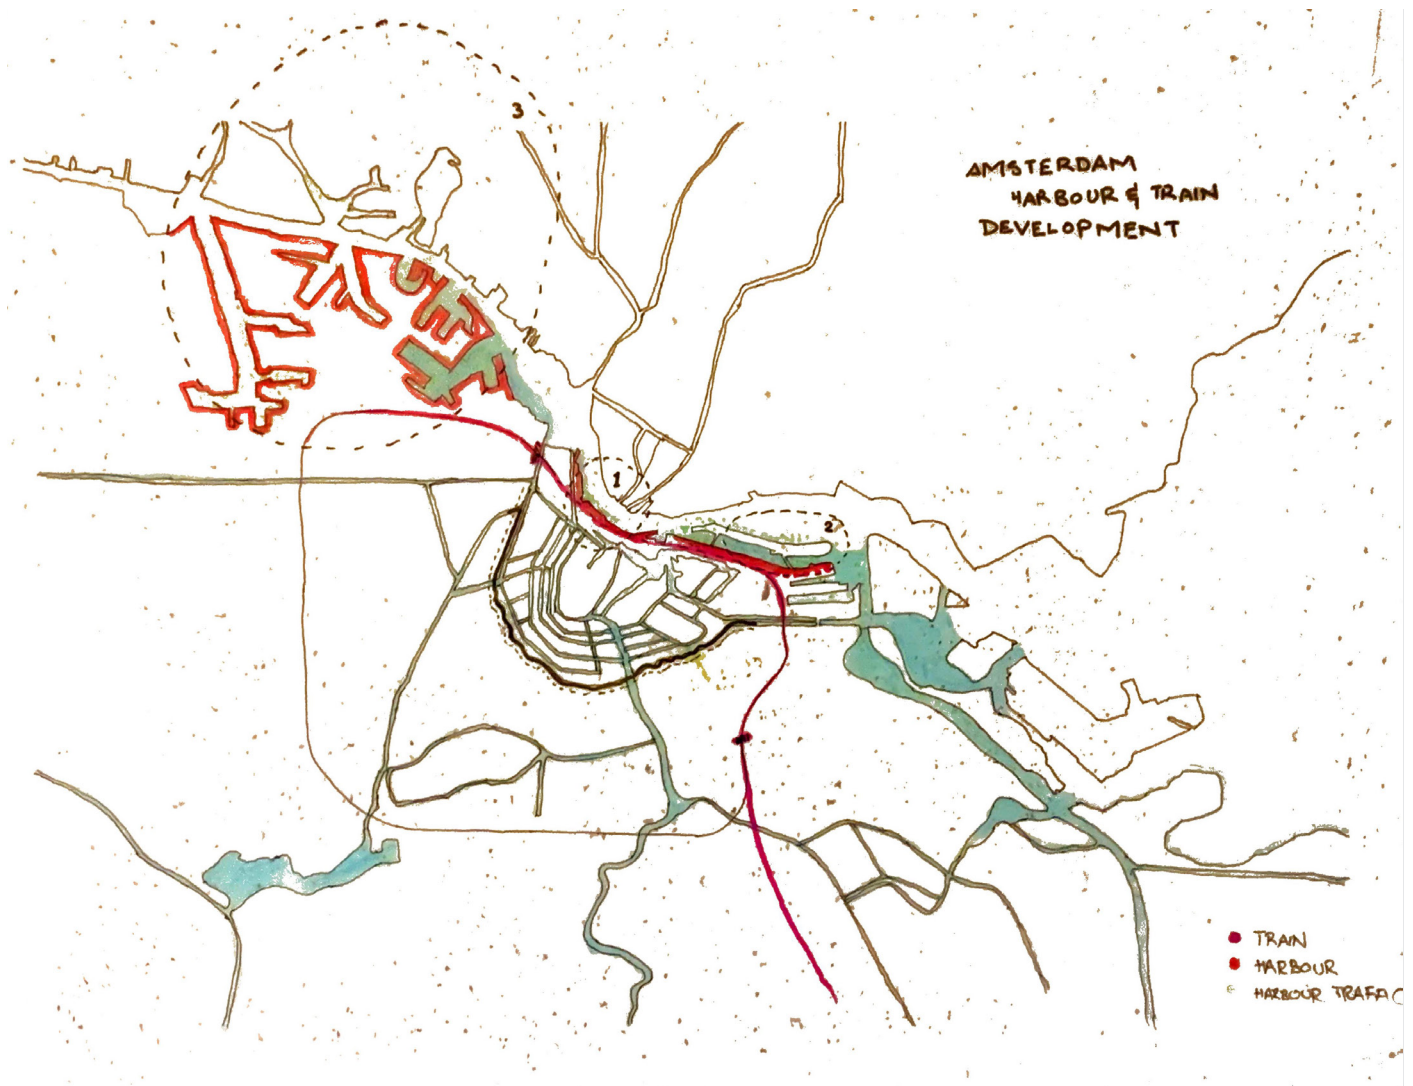 AMSTERDAM
HARBOUR & TRAIN
DEVELOPMENT
3
1
2
TRAIN
HARBOUR
HARBOUR TRAFFIC